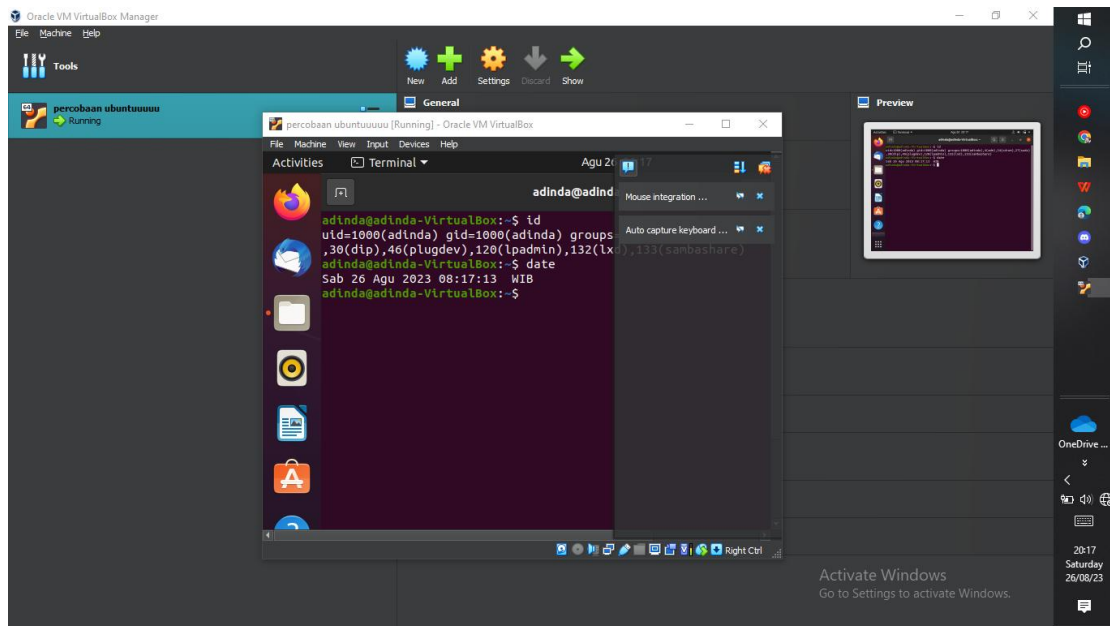 Oracle VM VirtualBox Manager
File Machine Help
Tools
New Add Settings Discard Show
percobaan ubuntuuuuu
Running
General
Preview
percobaan ubuntuuuuu [Running] - Oracle VM VirtualBox
File Machine View Input Devices Help
Activities Terminal Agu 26 17
adinda@adind
Mouse integration ...
Auto capture keyboard ...
adinda@adinda-VirtualBox:~$ id
uid=1000(adinda) gid=1000(adinda) groups
,30(dip),46(plugdev),120(lpadmin),132(lxd),133(sambashare)
adinda@adinda-VirtualBox:~$ date
Sab 26 Agu 2023 08:17:13 WIB
adinda@adinda-VirtualBox:~$
Right Ctrl
Activate Windows
Go to Settings to activate Windows.
OneDrive ...
20:17
Saturday
26/08/23